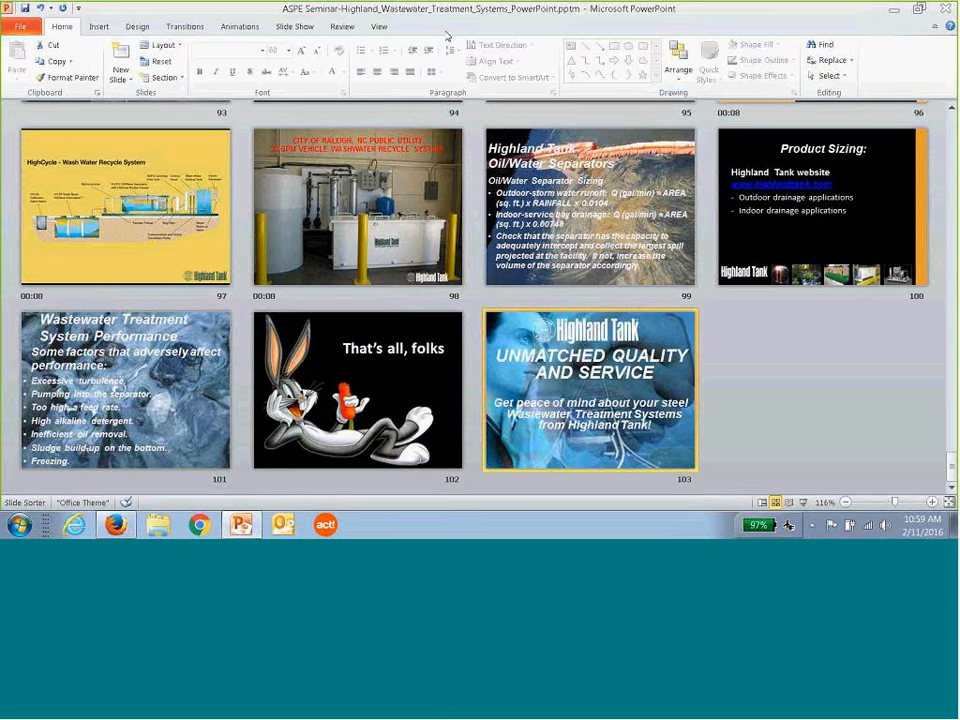 ASPE Seminar-Highland_Wastewater_Treatment_Systems_PowerPoint.pptm - Microsoft PowerPoint
File Home Insert Design Transitions Animations Slide Show Review View
Cut
Copy
Format Painter
Paste
Clipboard
New
Slide
Layout
Reset
Section
Slides
60
Font
Text Direction
Align Text
Convert to SmartArt
Paragraph
Arrange
Quick
Styles
Shape Fill
Shape Outline
Shape Effects
Drawing
Find
Replace
Select
Editing
93 94 95 00:08 96
HighCycle - Wash Water Recycle System
Highland Tank
00:08 97
CITY OF RALEIGH, NC PUBLIC UTILITY
VEHICLE WASHWATER RECYCLE SYSTEM
Highland Tank
00:08 98
Highland Tank
Oil/Water Separators
Oil/Water Separator Sizing
• Outdoor-storm water runoff: Q (gal/min) = AREA
(sq. ft.) x RAINFALL x 0.0104
• Indoor-service bay drainage: Q (gal/min) = AREA
(sq. ft.) x 0.00748
• Check that the separator has the capacity to
adequately intercept and collect the largest spill
projected at the facility. If not, increase the
volume of the separator accordingly.
99
Product Sizing:
Highland Tank website
www.highlandtank.com
- Outdoor drainage applications
- Indoor drainage applications
Highland Tank
100
Wastewater Treatment
System Performance
Some factors that adversely affect
performance:
• Excessive turbulence.
• Pumping into the separator.
• Too high a feed rate.
• High alkaline detergent.
• Inefficient oil removal.
• Sludge build-up on the bottom.
• Freezing.
101
That's all, folks
102
Highland Tank
UNMATCHED QUALITY
AND SERVICE
Get peace of mind about your steel
Wastewater Treatment Systems
from Highland Tank!
103
Slide Sorter "Office Theme" 116%
act!
97%
10:59 AM
2/11/2016